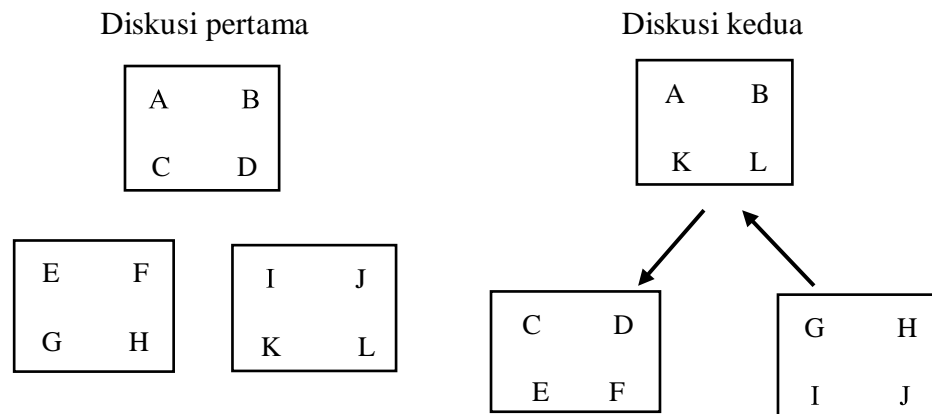 Diskusi pertama
A B
C D
E F
G H
I J
K L
Diskusi kedua
A B
K L
C D
E F
G H
I J